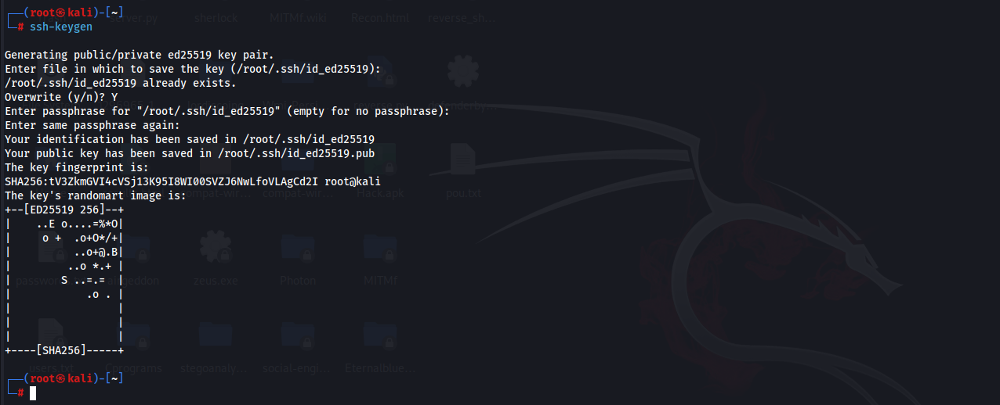 ┌──(root㉿kali)-[~]
└─# ssh-keygen
Generating public/private ed25519 key pair.
Enter file in which to save the key (/root/.ssh/id_ed25519):
/root/.ssh/id_ed25519 already exists.
Overwrite (y/n)? Y
Enter passphrase for "/root/.ssh/id_ed25519" (empty for no passphrase):
Enter same passphrase again:
Your identification has been saved in /root/.ssh/id_ed25519
Your public key has been saved in /root/.ssh/id_ed25519.pub
The key fingerprint is:
SHA256:tV3ZkmGVI4cVSj13K95I8WI00SVZJ6NwLfoVLAgCd2I root@kali
The key's randomart image is:
+--[ED25519 256]--+
|    ..E o....=%*O|
|     o +  .o+O*/+|
|          ..o+@.B|
|         ..o *.+ |
|        S ..=.=  |
|            .o . |
|                 |
|                 |
|                 |
+----[SHA256]-----+
┌──(root㉿kali)-[~]
└─#
server.py sherlock MITMf.wiki Recon.html reverse_sh...
defenderby...
compat-wir... Hack.apk pou.txt
zeus.exe Photon MITMf
users.txt Cprograms stegoanaly... social-engi... Eternalblue...